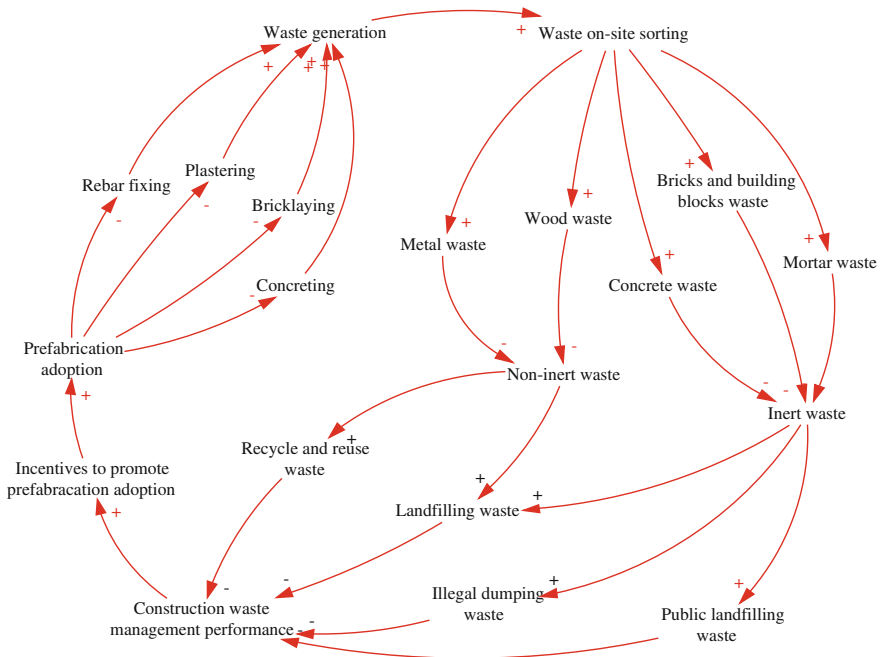 Waste generation
Waste on-site sorting
+
+
+
+
+
Rebar fixing
Plastering
Bricklaying
Concreting
-
-
-
-
Bricks and building
blocks waste
+
Wood waste
+
Metal waste
+
Concrete waste
+
Mortar waste
+
Prefabrication
adoption
+
Non-inert waste
-
-
Inert waste
-
-
Recycle and reuse
waste
+
Incentives to promote
prefabracation adoption
+
Landfilling waste
+
+
Illegal dumping
waste
+
Public landfilling
waste
+
Construction waste
management performance
-
-
-
-